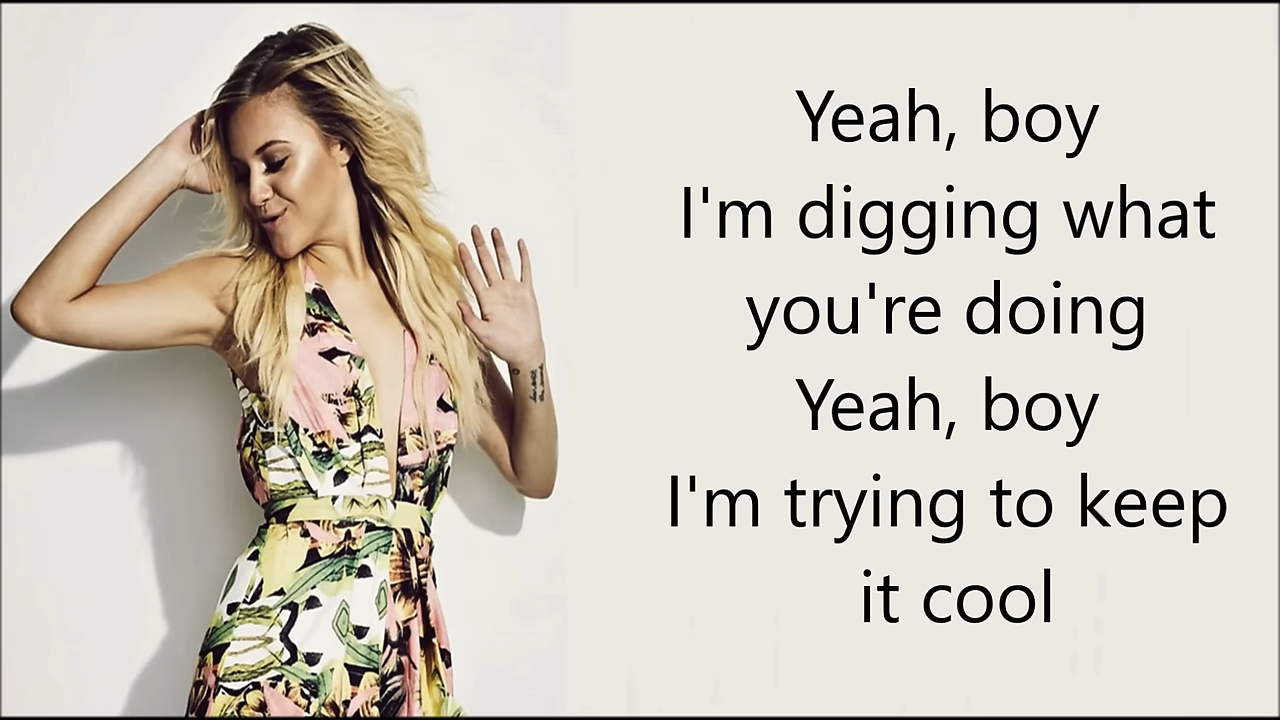 Yeah, boy
I'm digging what
you're doing
Yeah, boy
I'm trying to keep
it cool